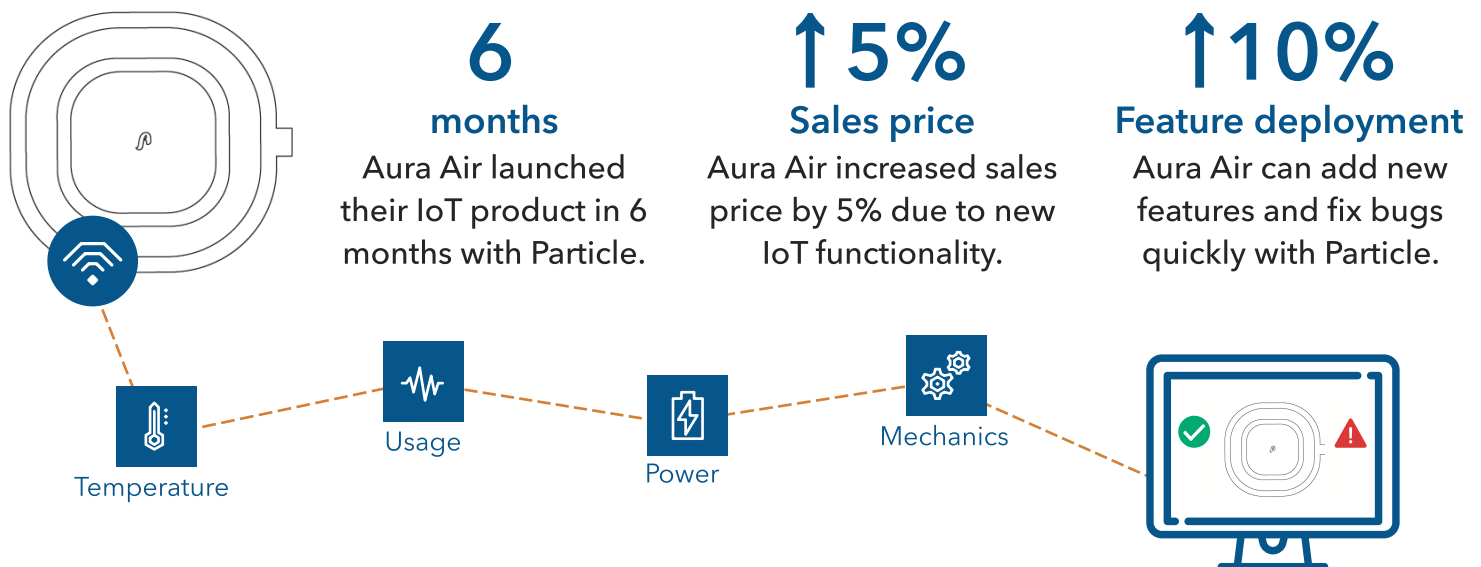 6
months
Aura Air launched
their IoT product in 6
months with Particle.
↑5%
Sales price
Aura Air increased sales
price by 5% due to new
IoT functionality.
↑10%
Feature deployment
Aura Air can add new
features and fix bugs
quickly with Particle.
Temperature
Usage
Power
Mechanics